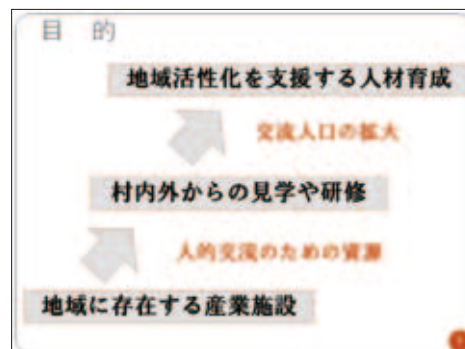 目 的
地域活性化を支援する人材育成
交流人口の拡大
村内外からの見学や研修
人的交流のための資源
地域に存在する産業施設